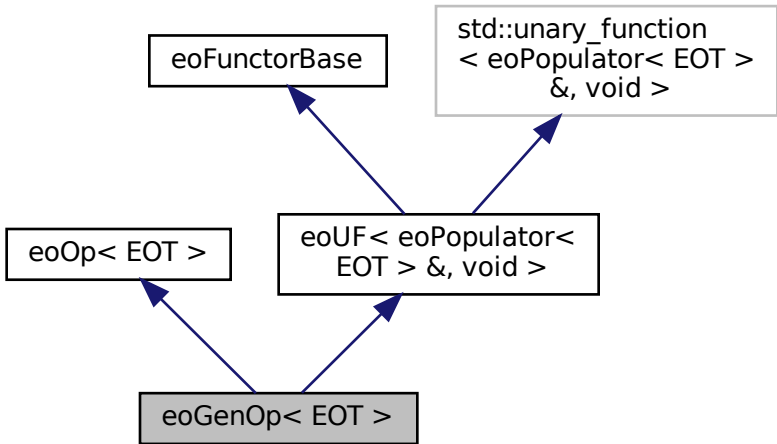 std::unary_function
< eoPopulator< EOT >
&, void >
eoFunctorBase
eoUF< eoPopulator<
EOT > &, void >
eoOp< EOT >
eoGenOp< EOT >